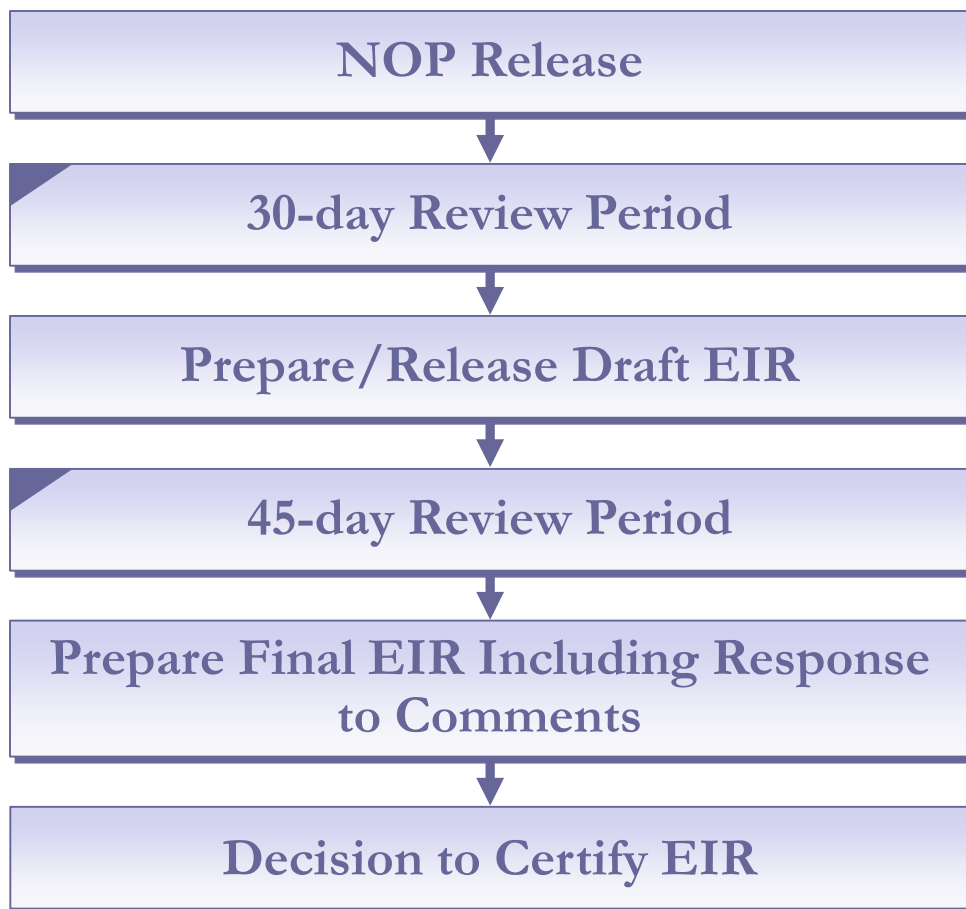 NOP Release
30-day Review Period
Prepare/Release Draft EIR
45-day Review Period
Prepare Final EIR Including Response
to Comments
Decision to Certify EIR